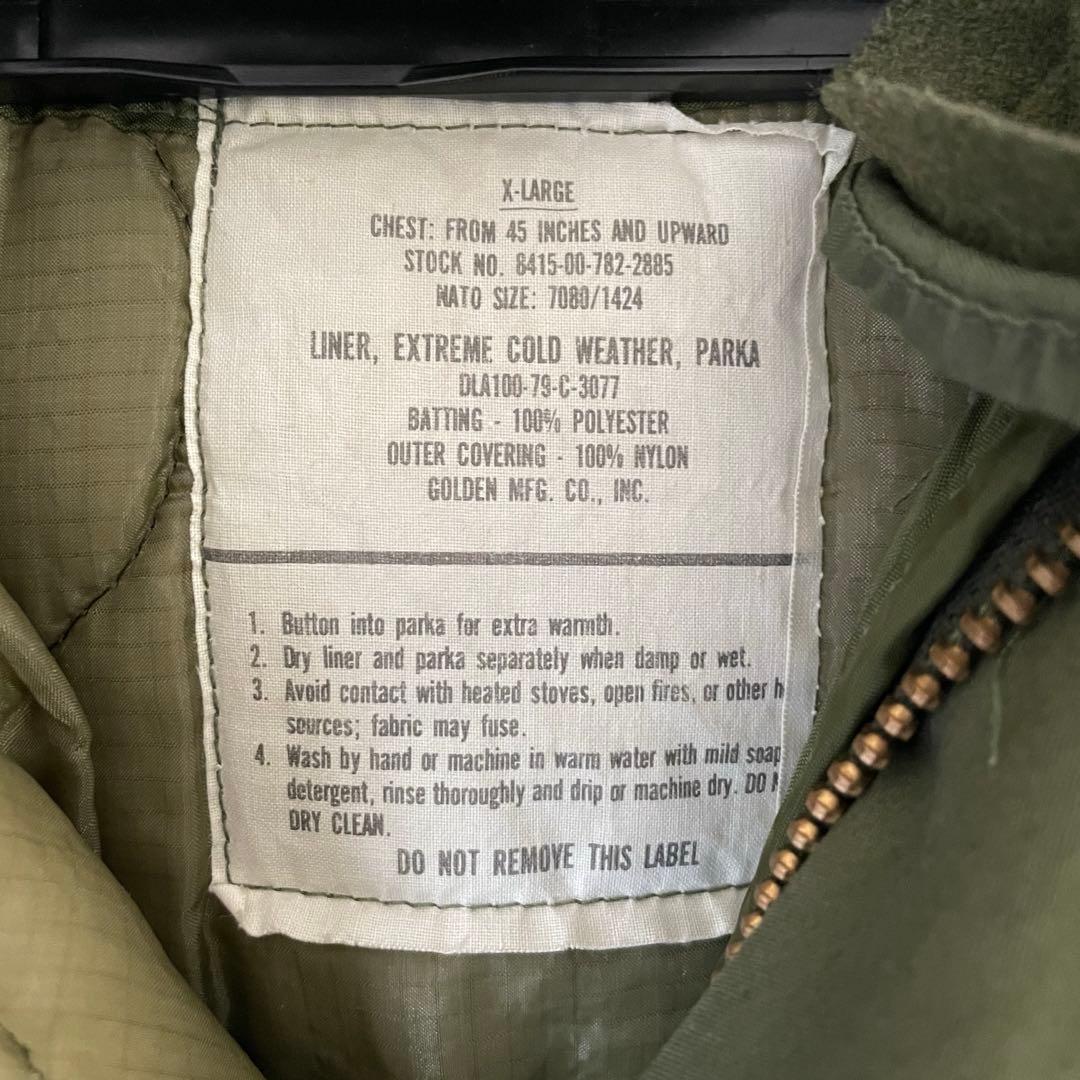 X-LARGE
CHEST: FROM 45 INCHES AND UPWARD
STOCK NO. 8415-00-782-2885
NATO SIZE: 7080/1424
LINER, EXTREME COLD WEATHER, PARKA
DLA100-79-C-3077
BATTING - 100% POLYESTER
OUTER COVERING - 100% NYLON
GOLDEN MFG. CO., INC.
1. Button into parka for extra warmth.
2. Dry liner and parka separately when damp or wet.
3. Avoid contact with heated stoves, open fires, or other
sources; fabric may fuse.
4. Wash by hand or machine in warm water with mild soap
detergent, rinse thoroughly and drip or machine dry. DO
DRY CLEAN.
DO NOT REMOVE THIS LABEL